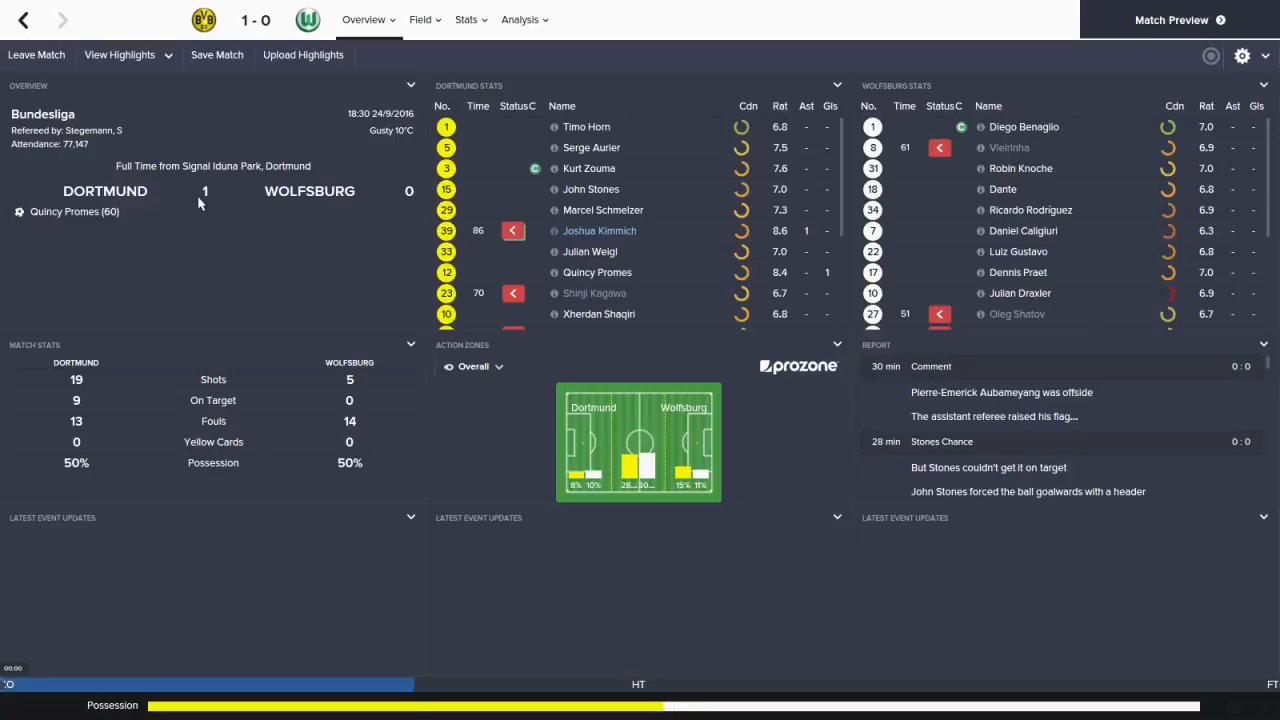 1 - 0
Overview
Field
Stats
Analysis
Match Preview
Leave Match
View Highlights
Save Match
Upload Highlights
OVERVIEW
Bundesliga
18:30 24/9/2016
Refereed by: Stegemann, S
Gusty 10°C
Attendance: 77,147
Full Time from Signal Iduna Park, Dortmund
DORTMUND 1 WOLFSBURG 0
Quincy Promes (60)
DORTMUND STATS
No. Time Status C Name Cdn Rat Ast Gls
1 Timo Horn 6.8 - -
5 Serge Aurier 7.5 - -
3 C Kurt Zouma 7.6 - -
15 John Stones 7.0 - -
29 Marcel Schmelzer 7.3 - -
39 86 Joshua Kimmich 8.6 1 -
33 Julian Weigl 7.0 - -
12 Quincy Promes 8.4 - 1
23 70 Shinji Kagawa 6.7 - -
10 Xherdan Shaqiri 6.8 - -
WOLFSBURG STATS
No. Time Status C Name Cdn Rat Ast Gls
1 C Diego Benaglio 7.0 - -
8 61 Vieirinha 6.9 - -
31 Robin Knoche 7.0 - -
18 Dante 6.8 - -
34 Ricardo Rodríguez 6.9 - -
7 Daniel Caligiuri 6.3 - -
22 Luiz Gustavo 6.8 - -
17 Dennis Praet 7.0 - -
10 Julian Draxler 6.9 - -
27 51 Oleg Shatov 6.7 - -
MATCH STATS
DORTMUND WOLFSBURG
19 Shots 5
9 On Target 0
13 Fouls 14
0 Yellow Cards 0
50% Possession 50%
ACTION ZONES
Overall
prozone
Dortmund Wolfsburg
8% 10% 28... 30... 15% 11%
REPORT
30 min Comment 0 : 0
Pierre-Emerick Aubameyang was offside
The assistant referee raised his flag...
28 min Stones Chance 0 : 0
But Stones couldn't get it on target
John Stones forced the ball goalwards with a header
LATEST EVENT UPDATES
LATEST EVENT UPDATES
LATEST EVENT UPDATES
00:00
HT
FT
Possession